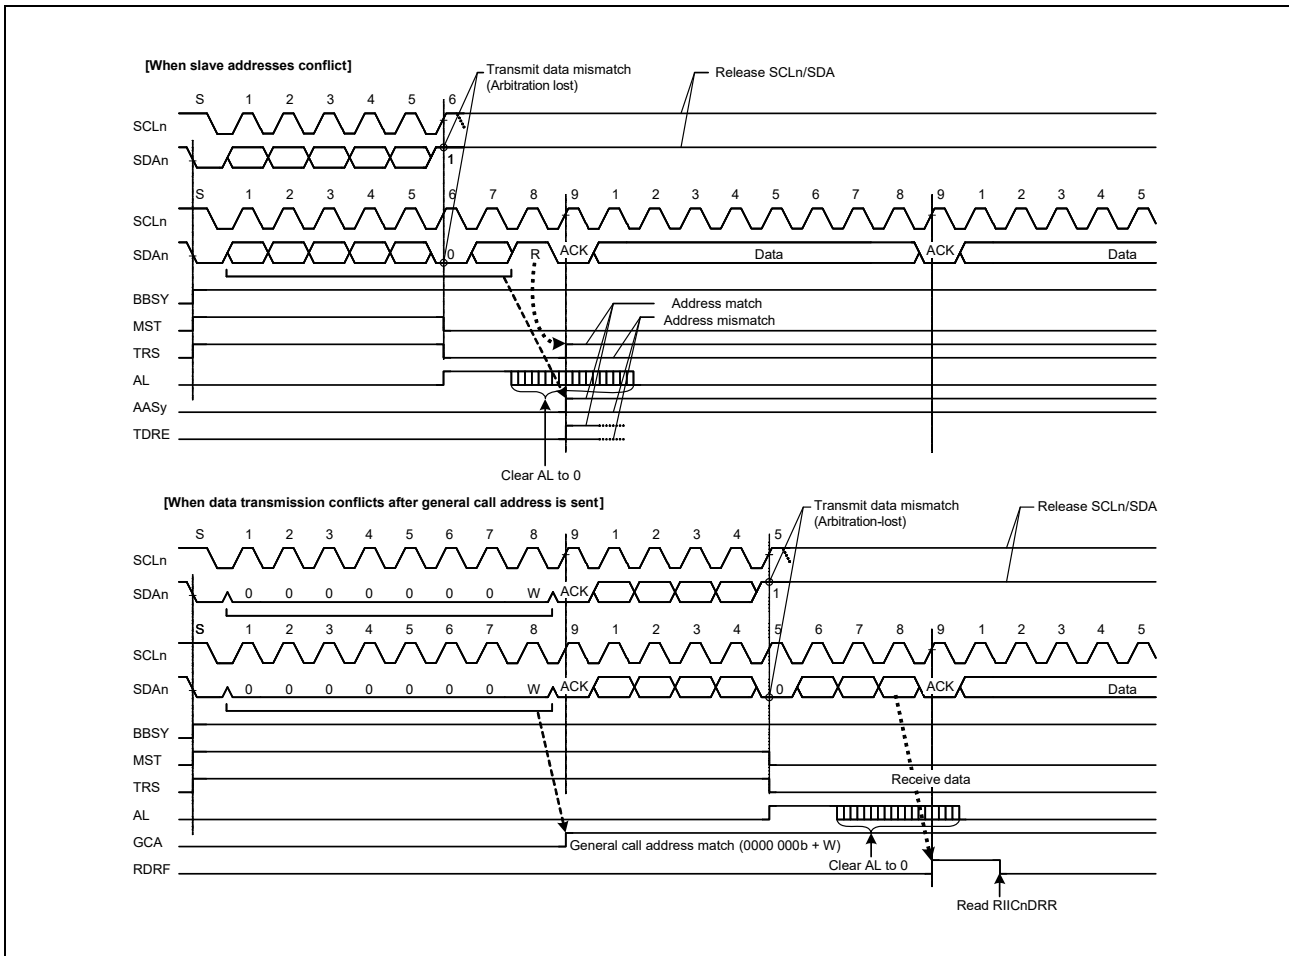 [When slave addresses conflict]
Transmit data mismatch
(Arbitration lost)
Release SCLn/SDA
S 1 2 3 4 5 6
SCLn
SDAn
1
S 1 2 3 4 5 6 7 8 9 1 2 3 4 5 6 7 8 9 1 2 3 4 5
SCLn
SDAn 0 R ACK Data ACK Data
BBSY
Address match
MST
Address mismatch
TRS
AL
AASy
TDRE
Clear AL to 0
[When data transmission conflicts after general call address is sent]
Transmit data mismatch
(Arbitration-lost)
Release SCLn/SDA
S 1 2 3 4 5 6 7 8 9 1 2 3 4 5
SCLn
SDAn 0 0 0 0 0 0 0 W ACK 1
S 1 2 3 4 5 6 7 8 9 1 2 3 4 5 6 7 8 9 1 2 3 4 5
SCLn
SDAn 0 0 0 0 0 0 0 W ACK 0 ACK Data
BBSY
MST
Receive data
TRS
AL
GCA
General call address match (0000 000b + W)
Clear AL to 0
RDRF
Read RIICnDRR